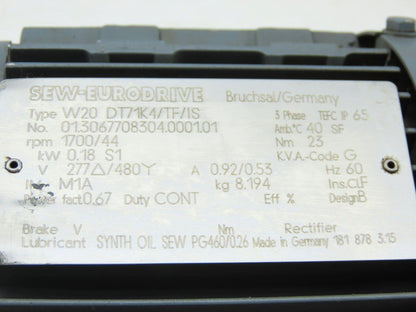 SEW-EURODRIVE Bruchsal/Germany
Type W20 DT71K4/TF/IS 3 Phase TEFC IP 65
No. 01.3067708304.0001.01 Amb.°C 40 SF
rpm 1700/44 Nm 23
kW 0.18 S1 K.V.A.-Code G
V 277△/480Y A 0.92/0.53 Hz 60
M1A kg 8.194 Ins.Cl.F
Power fact.0.67 Duty CONT Eff % Design B
Brake V Nm Rectifier
Lubricant SYNTH OIL SEW PG460/0.26 Made in Germany 181 878 3.15